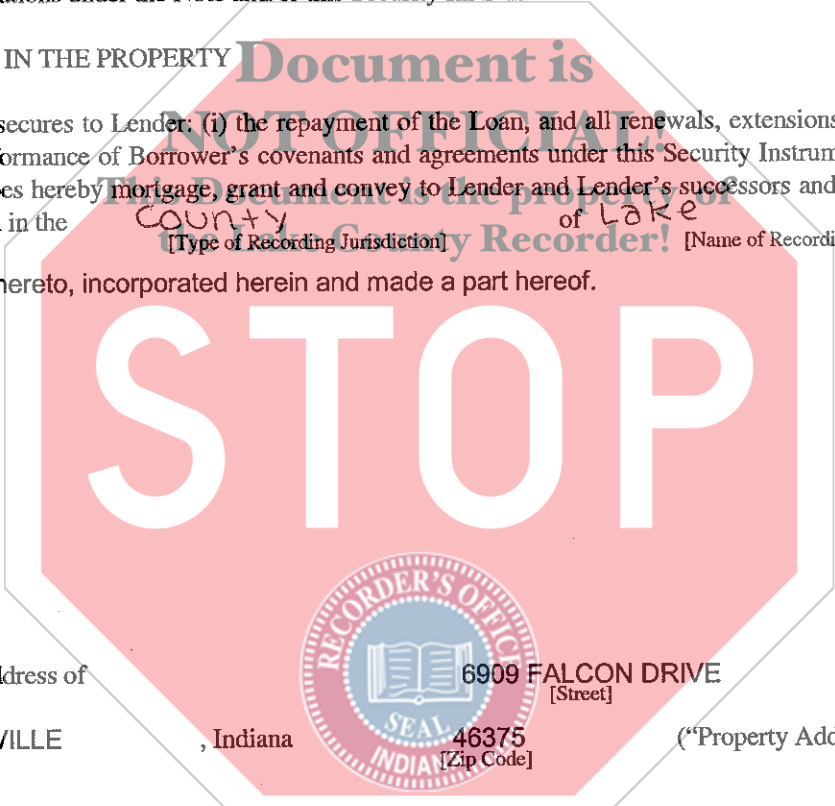 IN THE PROPERTY
Document is
NOT OFFICIAL!
secures to Lender: (i) the repayment of the Loan, and all renewals, extensions
ormance of Borrower's covenants and agreements under this Security Instrum
es hereby mortgage, grant and convey to Lender and Lender's successors and
This Document is the property of
in the County of Lake
the Lake County Recorder!
[Type of Recording Jurisdiction] [Name of Recordi
hereto, incorporated herein and made a part hereof.
STOP
RECORDER'S OFFICE
SEAL
INDIANA
dress of 6909 FALCON DRIVE
[Street]
VILLE , Indiana 46375 ("Property Add
[Zip Code]